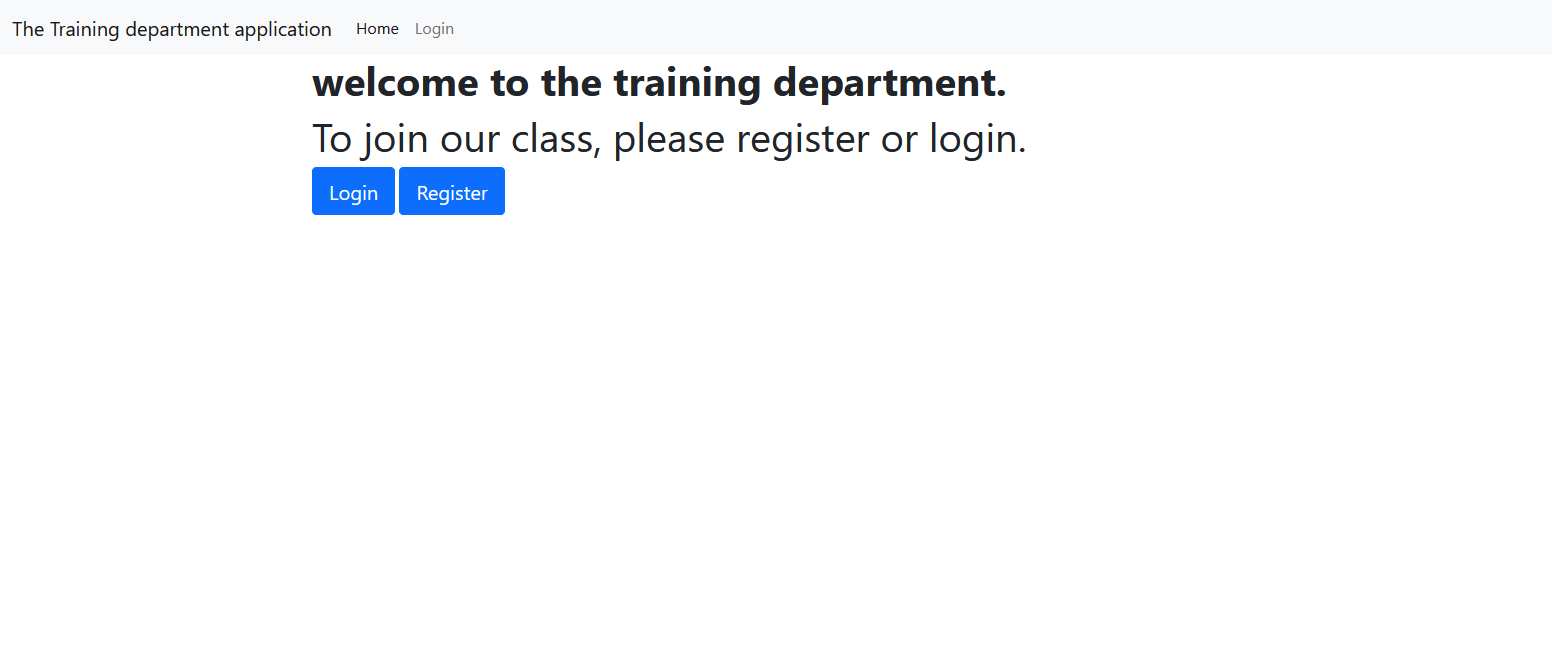 The Training department application Home Login
welcome to the training department.
To join our class, please register or login.
Login Register